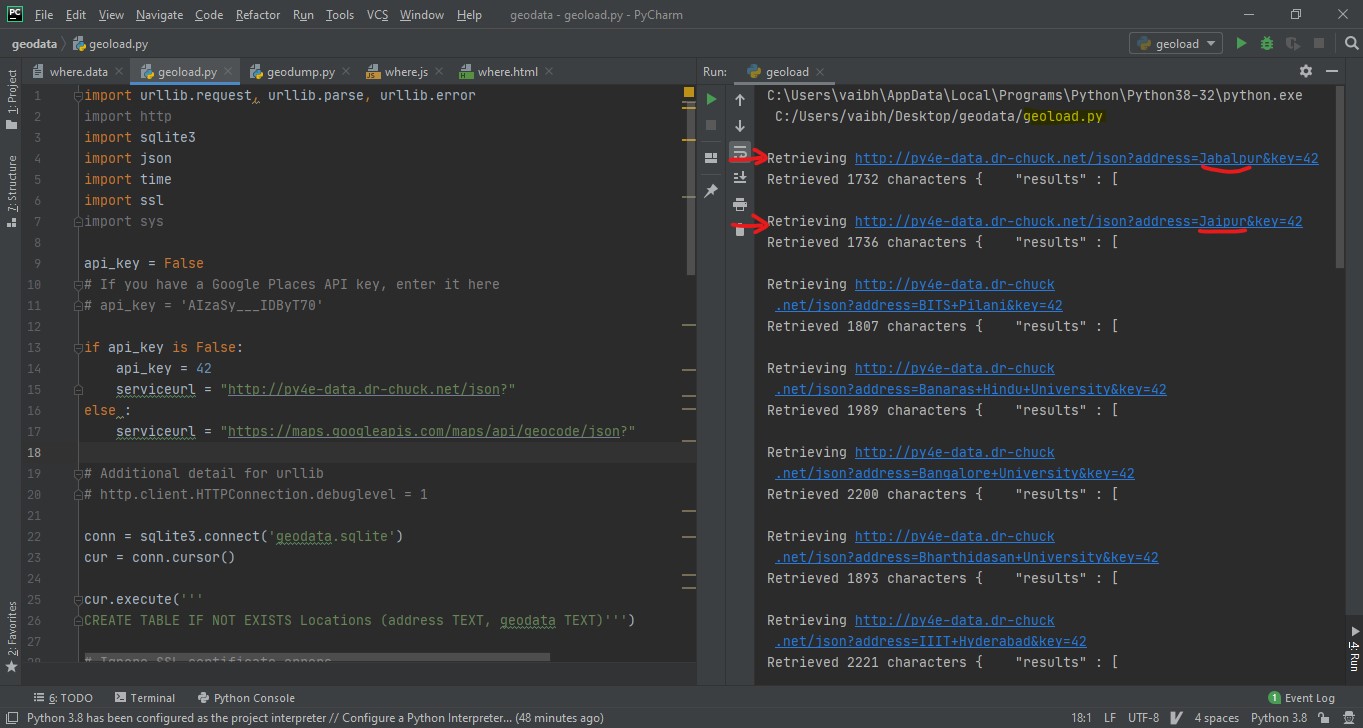 PC File Edit View Navigate Code Refactor Run Tools VCS Window Help geodata - geoload.py - PyCharm
geodata geoload.py geoload
where.data geoload.py geodump.py where.js where.html
1 import urllib.request, urllib.parse, urllib.error
2 import http
3 import sqlite3
4 import json
5 import time
6 import ssl
7 import sys
8
9 api_key = False
10 # If you have a Google Places API key, enter it here
11 # api_key = 'AIzaSy___IDByT70'
12
13 if api_key is False:
14 api_key = 42
15 serviceurl = "http://py4e-data.dr-chuck.net/json?"
16 else :
17 serviceurl = "https://maps.googleapis.com/maps/api/geocode/json?"
18
19 # Additional detail for urllib
20 # http.client.HTTPConnection.debuglevel = 1
21
22 conn = sqlite3.connect('geodata.sqlite')
23 cur = conn.cursor()
24
25 cur.execute('''
26 CREATE TABLE IF NOT EXISTS Locations (address TEXT, geodata TEXT)''')
27
28 # Ignore SSL certificate errors
Run: geoload
C:\Users\vaibh\AppData\Local\Programs\Python\Python38-32\python.exe
C:/Users/vaibh/Desktop/geodata/geoload.py
Retrieving http://py4e-data.dr-chuck.net/json?address=Jabalpur&key=42
Retrieved 1732 characters { "results" : [
Retrieving http://py4e-data.dr-chuck.net/json?address=Jaipur&key=42
Retrieved 1736 characters { "results" : [
Retrieving http://py4e-data.dr-chuck
.net/json?address=BITS+Pilani&key=42
Retrieved 1807 characters { "results" : [
Retrieving http://py4e-data.dr-chuck
.net/json?address=Banaras+Hindu+University&key=42
Retrieved 1989 characters { "results" : [
Retrieving http://py4e-data.dr-chuck
.net/json?address=Bangalore+University&key=42
Retrieved 2200 characters { "results" : [
Retrieving http://py4e-data.dr-chuck
.net/json?address=Bharthidasan+University&key=42
Retrieved 1893 characters { "results" : [
Retrieving http://py4e-data.dr-chuck
.net/json?address=IIIT+Hyderabad&key=42
Retrieved 2221 characters { "results" : [
1: Project
7: Structure
2: Favorites
4: Run
6: TODO Terminal Python Console 1 Event Log
Python 3.8 has been configured as the project interpreter // Configure a Python Interpreter... (48 minutes ago) 18:1 LF UTF-8 4 spaces Python 3.8